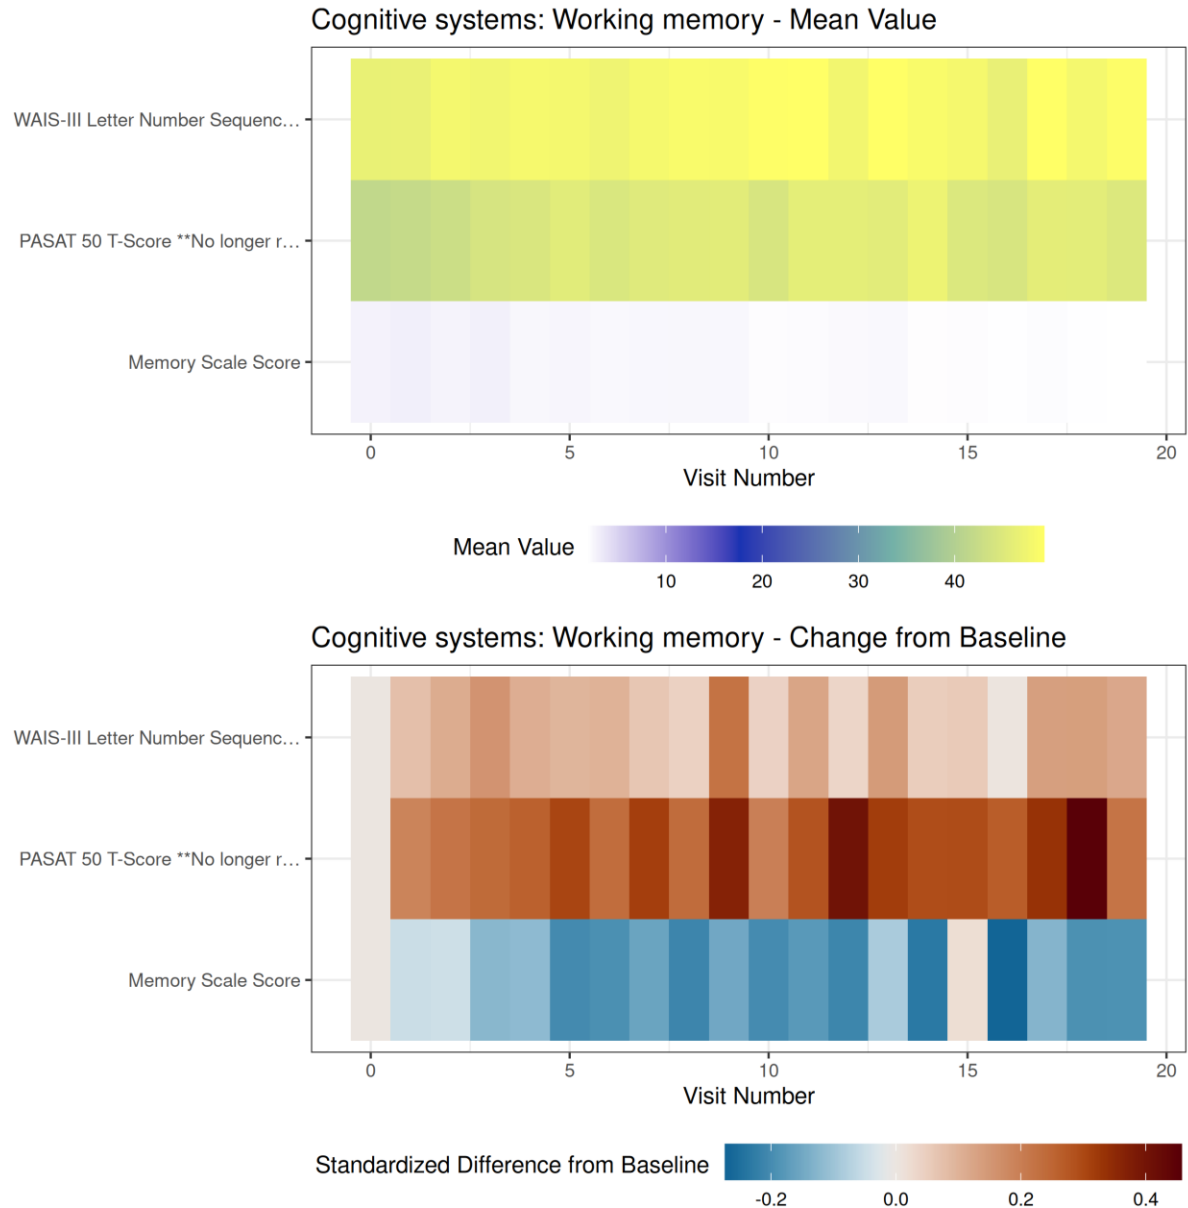 Cognitive systems: Working memory - Mean Value
WAIS-III Letter Number Sequenc…
PASAT 50 T-Score **No longer r…
Memory Scale Score
0 5 10 15 20
Visit Number
Mean Value
10 20 30 40
Cognitive systems: Working memory - Change from Baseline
WAIS-III Letter Number Sequenc…
PASAT 50 T-Score **No longer r…
Memory Scale Score
0 5 10 15 20
Visit Number
Standardized Difference from Baseline
-0.2 0.0 0.2 0.4